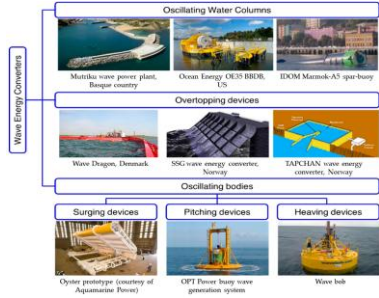 Wave Energy Converters
Oscillating Water Columns
Mutriku wave power plant,
Basque country
Ocean Energy OE35 BBDB,
US
IDOM Marmok-A5 spar-buoy
Overtopping devices
Wave Dragon, Denmark
SSG wave energy converter,
Norway
TAPCHAN wave energy
converter, Norway
Oscillating bodies
Surging devices
Pitching devices
Heaving devices
Oyster prototype (courtesy of
Aquamarine Power)
OPT Power buoy wave
generation system
Wave bob